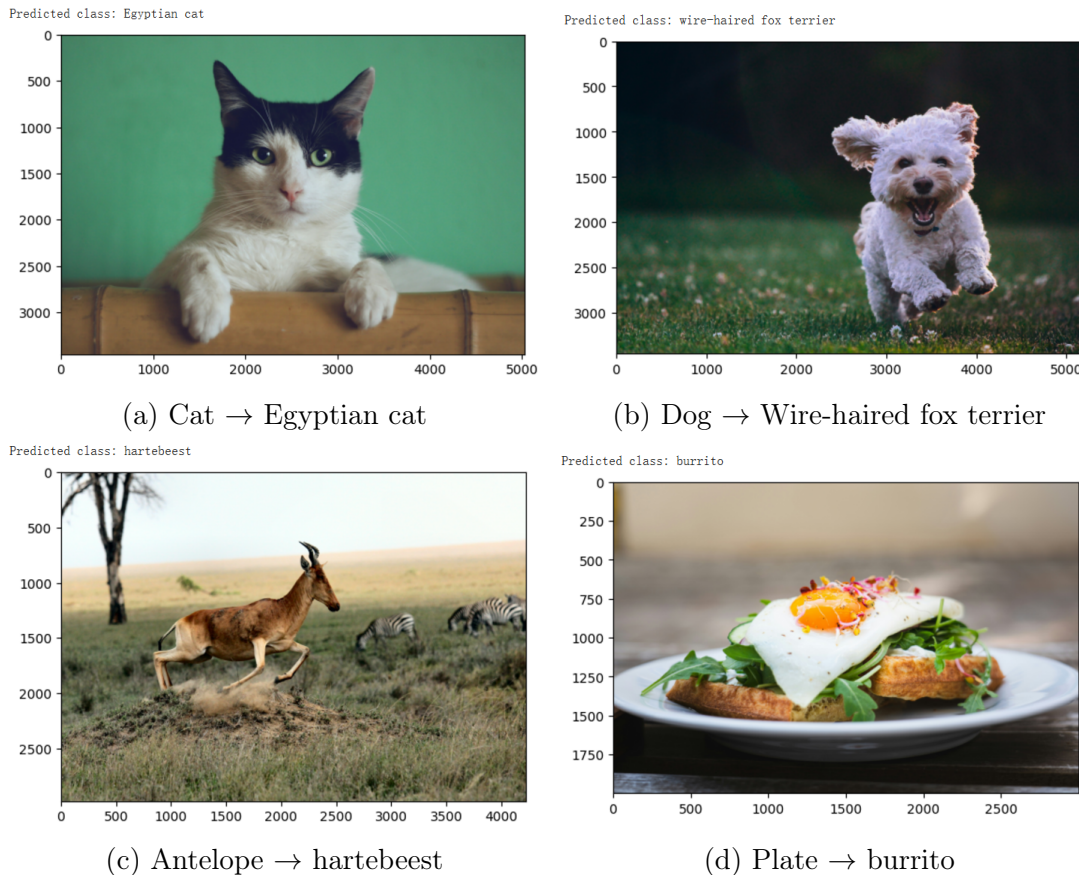 Predicted class: Egyptian cat
0
500
1000
1500
2000
2500
3000
0 1000 2000 3000 4000 5000
(a) Cat → Egyptian cat
Predicted class: wire-haired fox terrier
0
500
1000
1500
2000
2500
3000
0 1000 2000 3000 4000 5000
(b) Dog → Wire-haired fox terrier
Predicted class: hartebeest
0
500
1000
1500
2000
2500
0 500 1000 1500 2000 2500 3000 3500 4000
(c) Antelope → hartebeest
Predicted class: burrito
0
250
500
750
1000
1250
1500
1750
0 500 1000 1500 2000 2500
(d) Plate → burrito